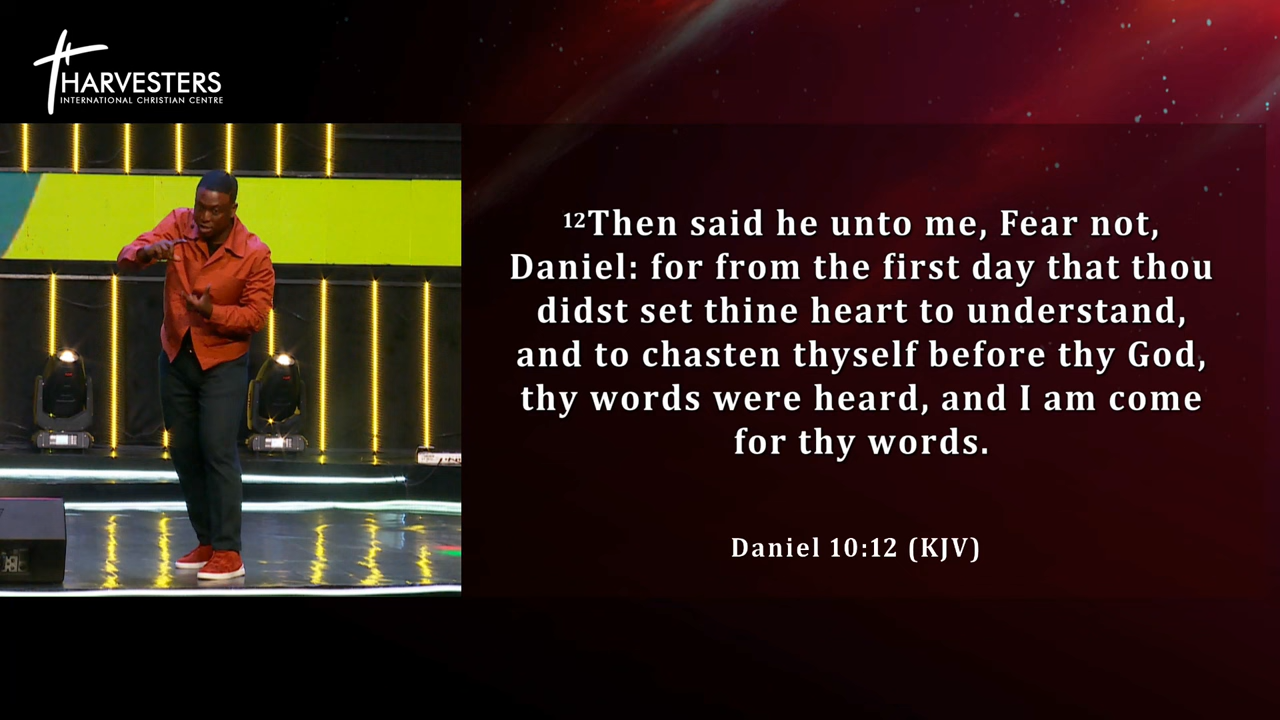 HARVESTERS
INTERNATIONAL CHRISTIAN CENTRE
¹²Then said he unto me, Fear not,
Daniel: for from the first day that thou
didst set thine heart to understand,
and to chasten thyself before thy God,
thy words were heard, and I am come
for thy words.
Daniel 10:12 (KJV)